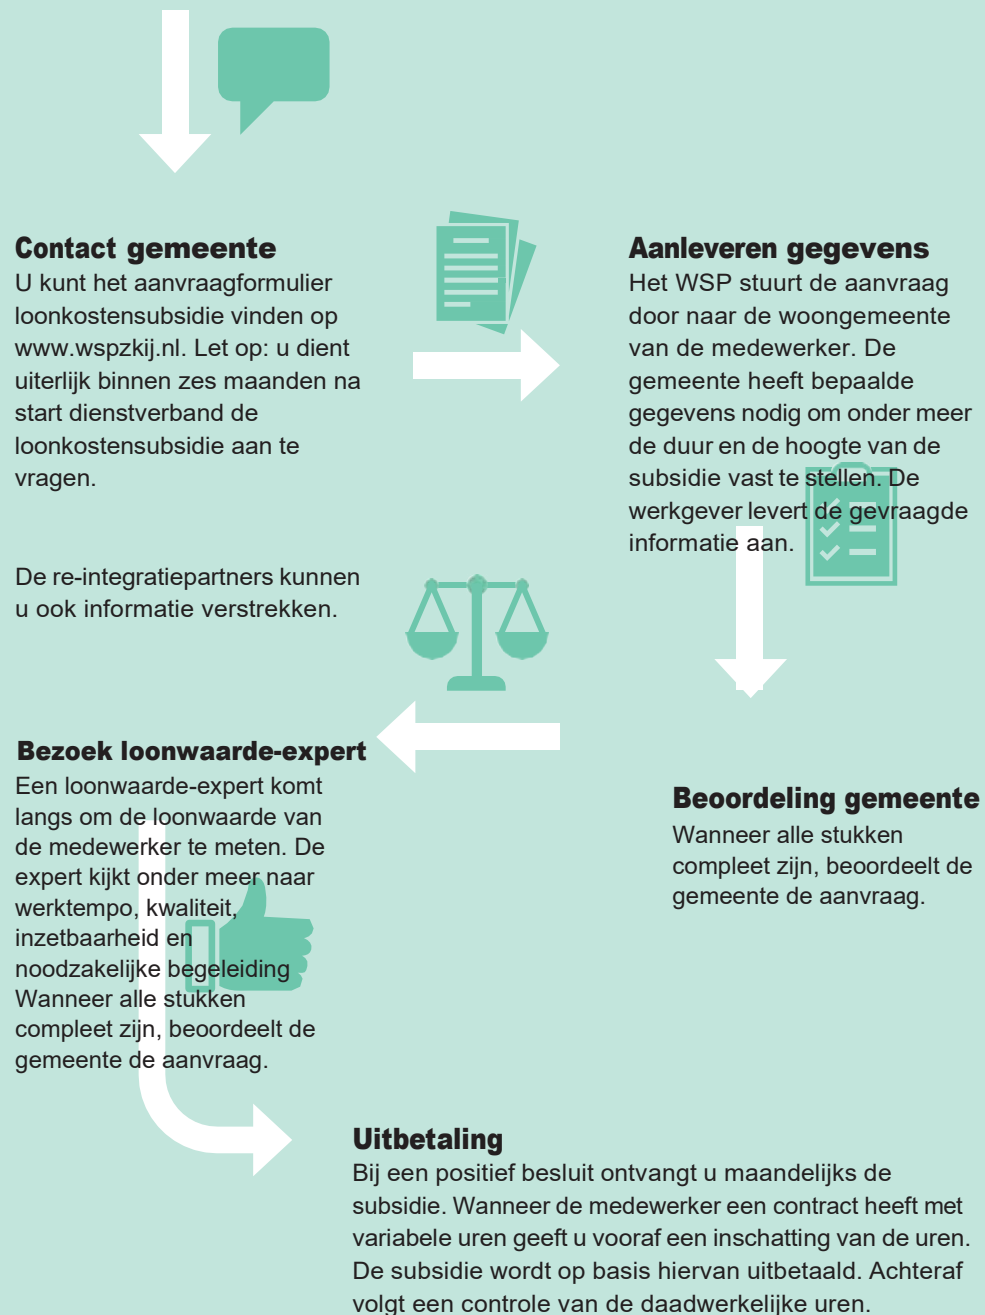 Contact gemeente
U kunt het aanvraagformulier
loonkostensubsidie vinden op
www.wspzkij.nl. Let op: u dient
uiterlijk binnen zes maanden na
start dienstverband de
loonkostensubsidie aan te
vragen.
De re-integratiepartners kunnen
u ook informatie verstrekken.
Aanleveren gegevens
Het WSP stuurt de aanvraag
door naar de woongemeente
van de medewerker. De
gemeente heeft bepaalde
gegevens nodig om onder meer
de duur en de hoogte van de
subsidie vast te stellen. De
werkgever levert de gevraagde
informatie aan.
Beoordeling gemeente
Wanneer alle stukken
compleet zijn, beoordeelt de
gemeente de aanvraag.
Bezoek loonwaarde-expert
Een loonwaarde-expert komt
langs om de loonwaarde van
de medewerker te meten. De
expert kijkt onder meer naar
werktempo, kwaliteit,
inzetbaarheid en
noodzakelijke begeleiding
Wanneer alle stukken
compleet zijn, beoordeelt de
gemeente de aanvraag.
Uitbetaling
Bij een positief besluit ontvangt u maandelijks de
subsidie. Wanneer de medewerker een contract heeft met
variabele uren geeft u vooraf een inschatting van de uren.
De subsidie wordt op basis hiervan uitbetaald. Achteraf
volgt een controle van de daadwerkelijke uren.